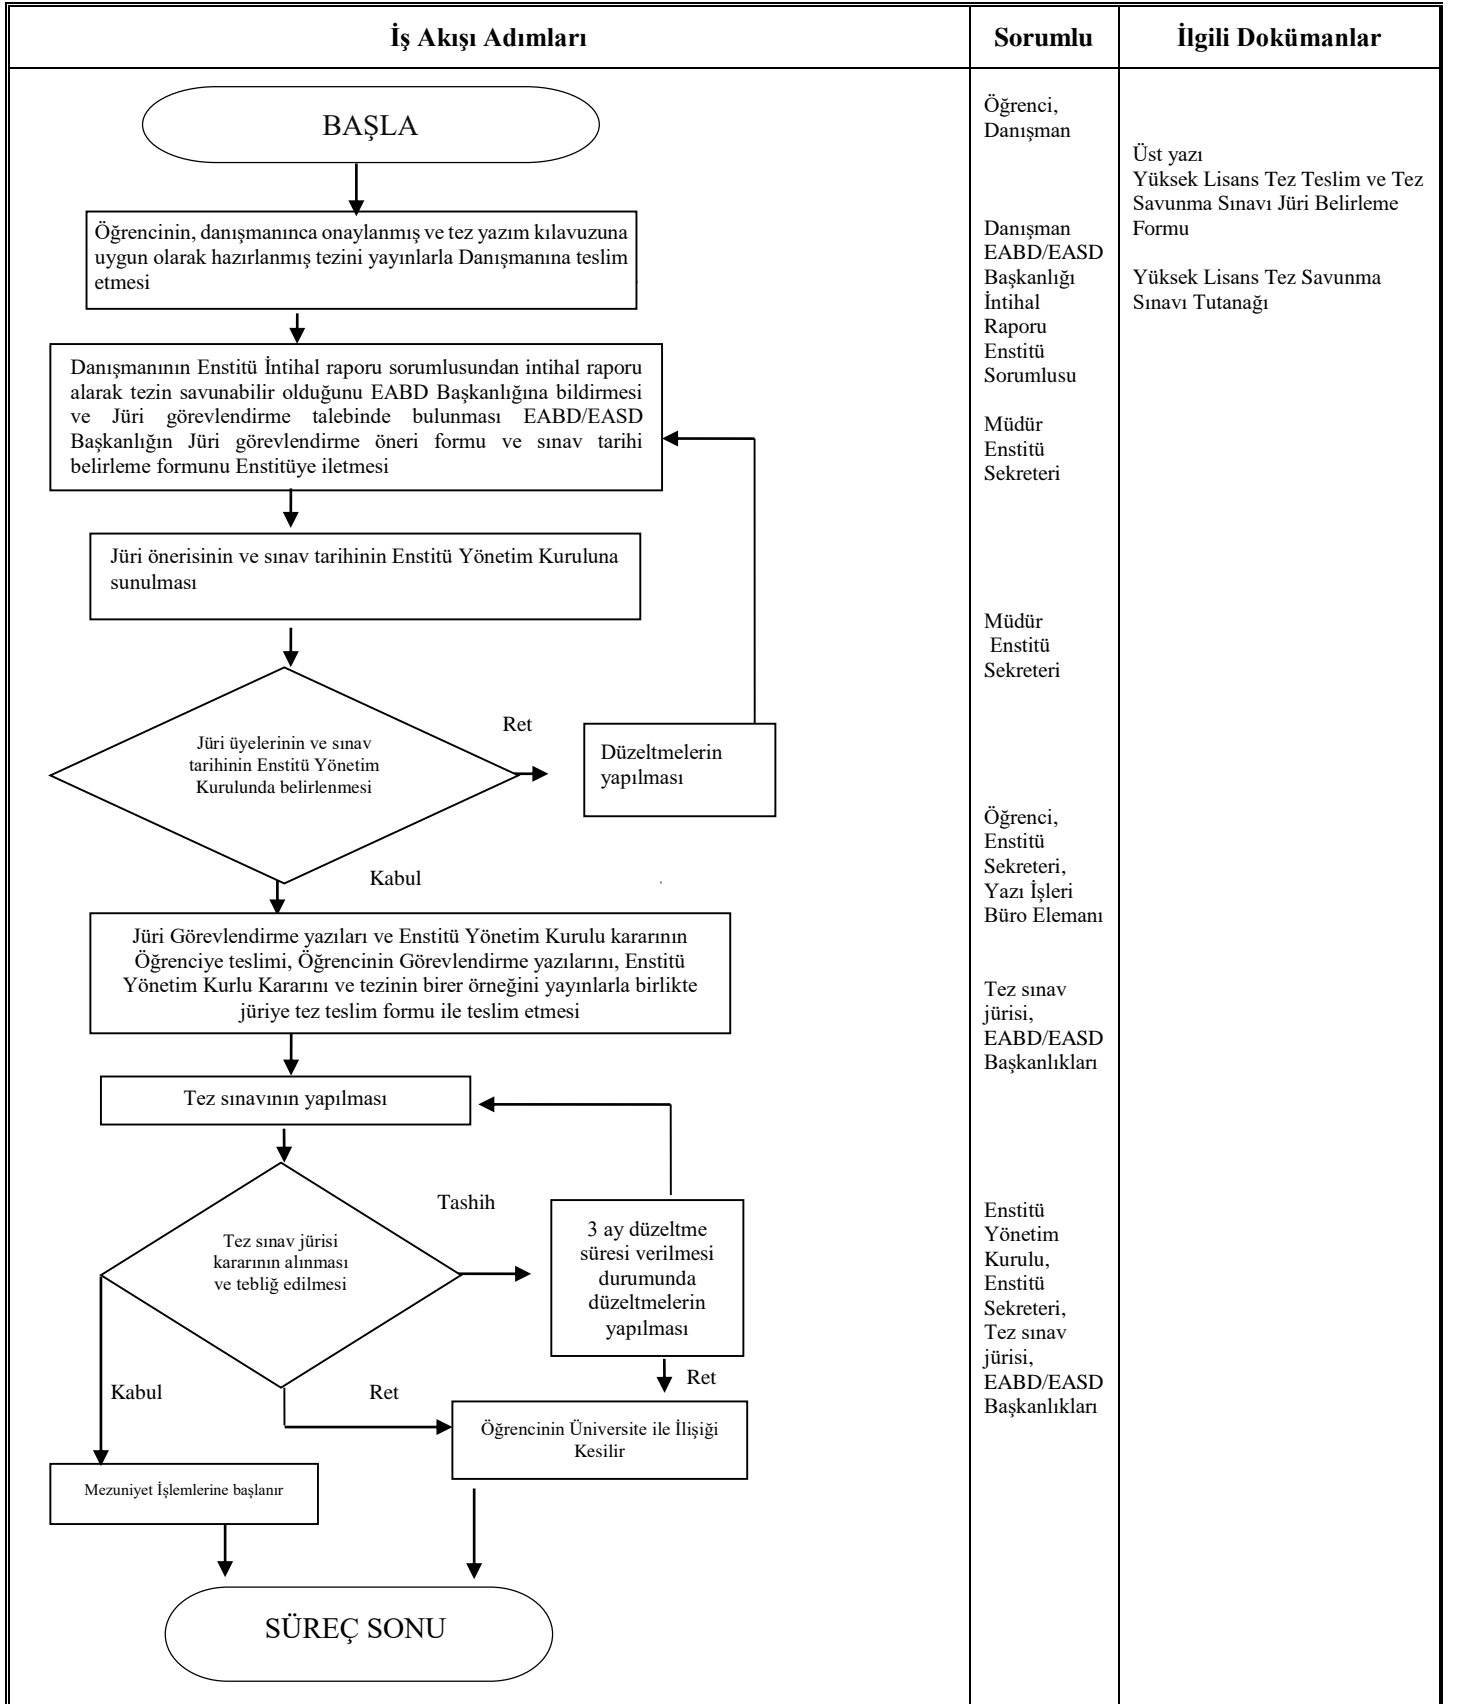 İş Akışı Adımları
Sorumlu
İlgili Dokümanlar
BAŞLA
Öğrencinin, danışmanınca onaylanmış ve tez yazım kılavuzuna
uygun olarak hazırlanmış tezini yayınlarla Danışmanına teslim
etmesi
Danışmanının Enstitü İntihal raporu sorumlusundan intihal raporu
alarak tezin savunabilir olduğunu EABD Başkanlığına bildirmesi
ve Jüri görevlendirme talebinde bulunması EABD/EASD
Başkanlığın Jüri görevlendirme öneri formu ve sınav tarihi
belirleme formunu Enstitüye iletmesi
Jüri önerisinin ve sınav tarihinin Enstitü Yönetim Kuruluna
sunulması
Jüri üyelerinin ve sınav
tarihinin Enstitü Yönetim
Kurulunda belirlenmesi
Ret
Düzeltmelerin
yapılması
Kabul
Jüri Görevlendirme yazıları ve Enstitü Yönetim Kurulu kararının
Öğrenciye teslimi, Öğrencinin Görevlendirme yazılarını, Enstitü
Yönetim Kurlu Kararını ve tezinin birer örneğini yayınlarla birlikte
jüriye tez teslim formu ile teslim etmesi
Tez sınavının yapılması
Tez sınav jürisi
kararının alınması
ve tebliğ edilmesi
Tashih
3 ay düzeltme
süresi verilmesi
durumunda
düzeltmelerin
yapılması
Kabul
Ret
Ret
Öğrencinin Üniversite ile İlişiği
Kesilir
Mezuniyet İşlemlerine başlanır
SÜREÇ SONU
Öğrenci,
Danışman
Danışman
EABD/EASD
Başkanlığı
İntihal
Raporu
Enstitü
Sorumlusu
Müdür
Enstitü
Sekreteri
Müdür
Enstitü
Sekreteri
Öğrenci,
Enstitü
Sekreteri,
Yazı İşleri
Büro Elemanı
Tez sınav
jürisi,
EABD/EASD
Başkanlıkları
Enstitü
Yönetim
Kurulu,
Enstitü
Sekreteri,
Tez sınav
jürisi,
EABD/EASD
Başkanlıkları
Üst yazı
Yüksek Lisans Tez Teslim ve Tez
Savunma Sınavı Jüri Belirleme
Formu
Yüksek Lisans Tez Savunma
Sınavı Tutanağı